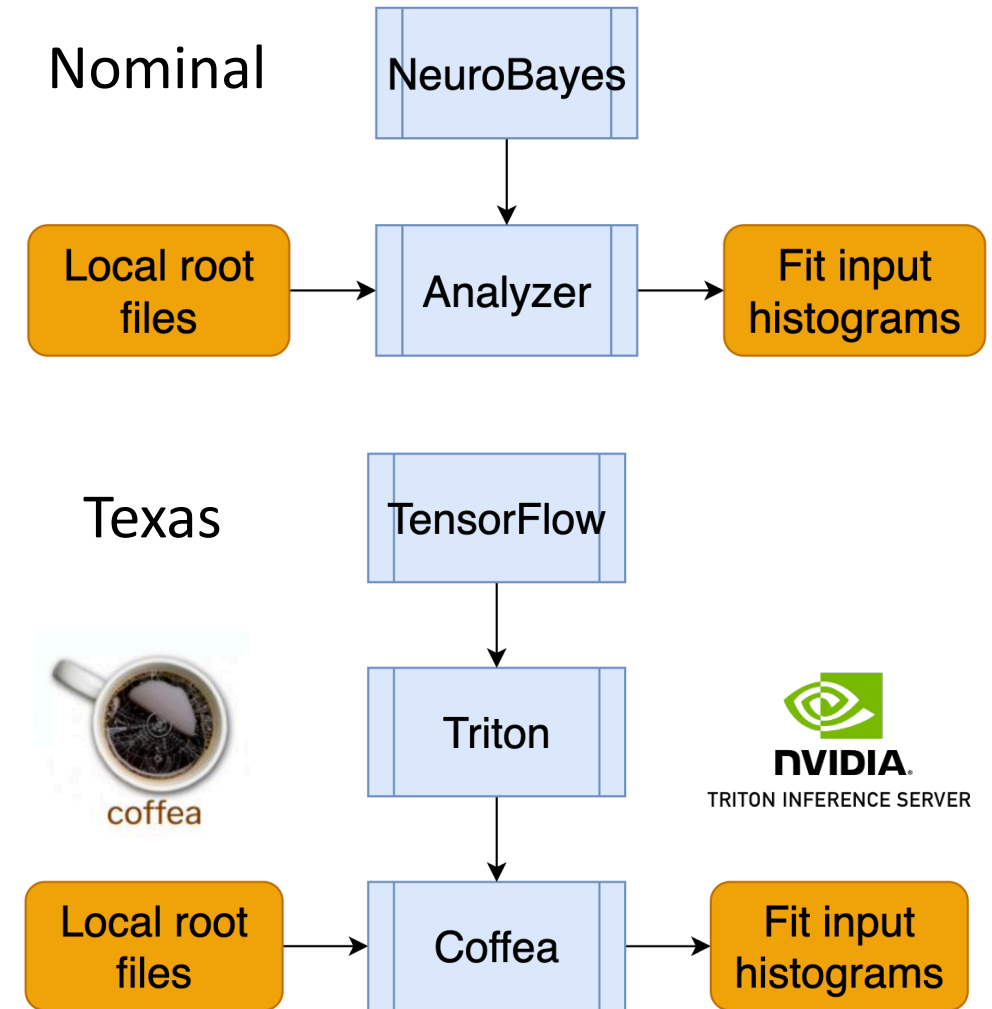 Nominal
NeuroBayes
Local root
files
Analyzer
Fit input
histograms
Texas
TensorFlow
coffea
Triton
NVIDIA.
TRITON INFERENCE SERVER
Local root
files
Coffea
Fit input
histograms